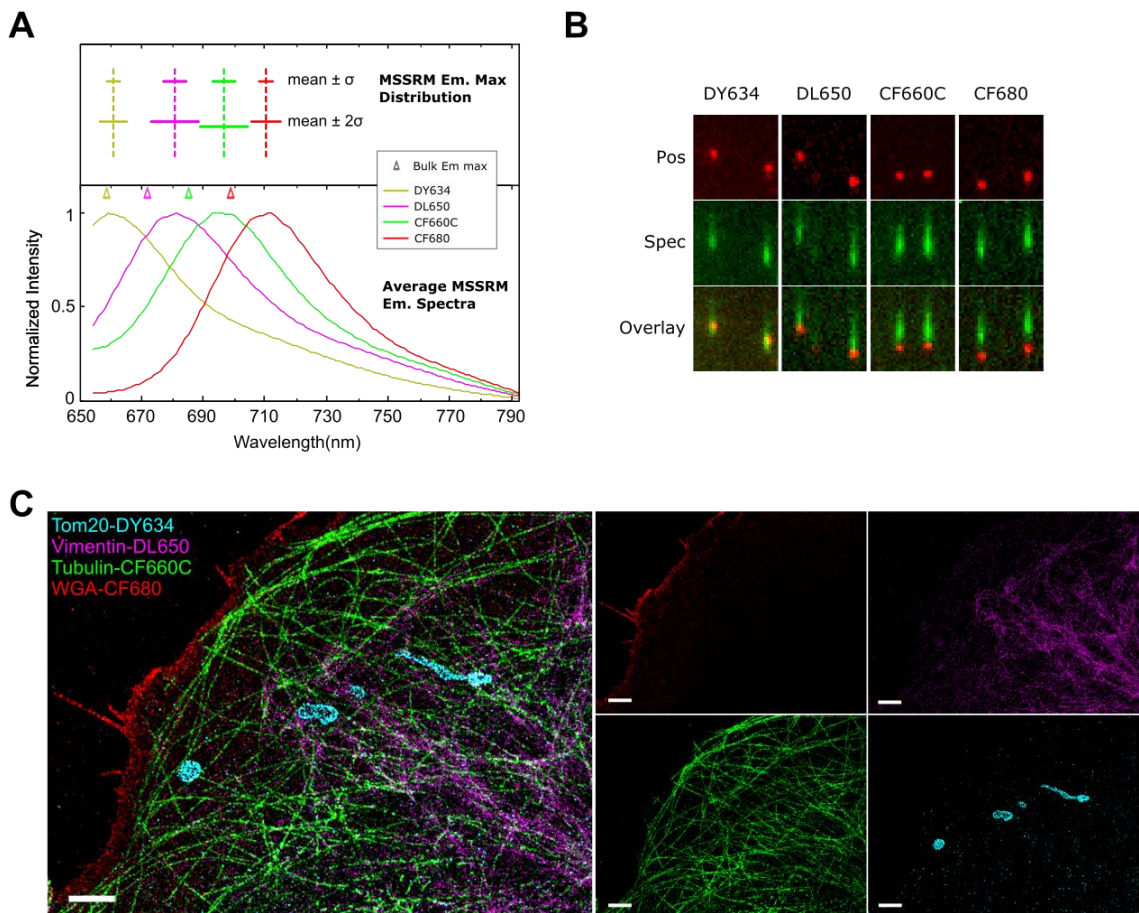 A
mean ± σ
MSSRM Em. Max
Distribution
mean ± 2σ
Bulk Em max
DY634
DL650
CF660C
CF680
Average MSSRM
Em. Spectra
Normalized Intensity
1
0.5
0
650 670 690 710 730 750 770 790
Wavelength(nm)
B
DY634 DL650 CF660C CF680
Pos
Spec
Overlay
C
Tom20-DY634
Vimentin-DL650
Tubulin-CF660C
WGA-CF680